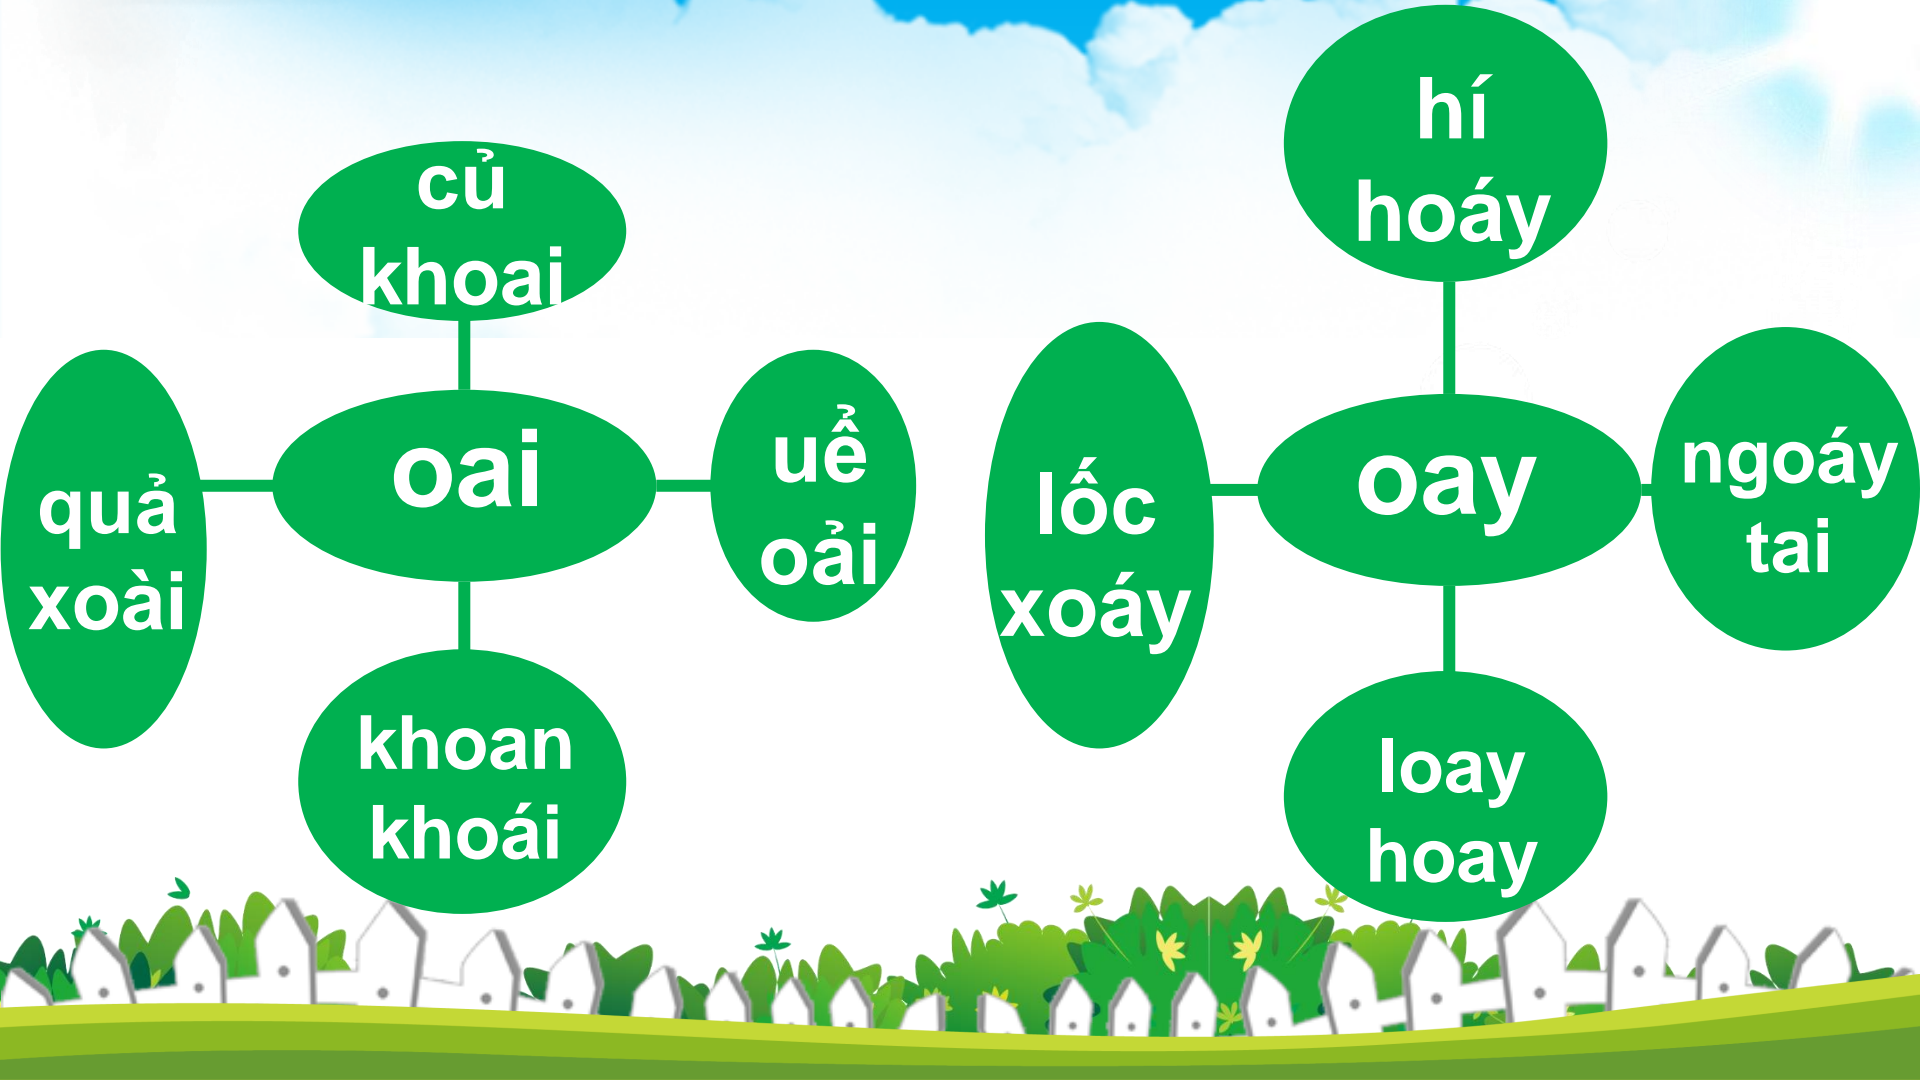 củ
khoai
quả
xoài
oai
uể
oải
khoan
khoái
hí
hoáy
lốc
xoáy
oay
ngoáy
tai
loay
hoay